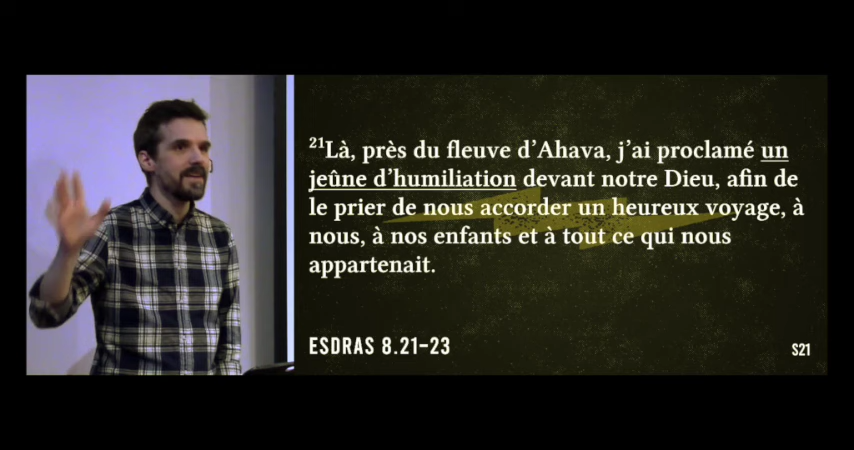 ²¹Là, près du fleuve d’Ahava, j’ai proclamé un
jeûne d’humiliation devant notre Dieu, afin de
le prier de nous accorder un heureux voyage, à
nous, à nos enfants et à tout ce qui nous
appartenait.
ESDRAS 8.21–23
S21